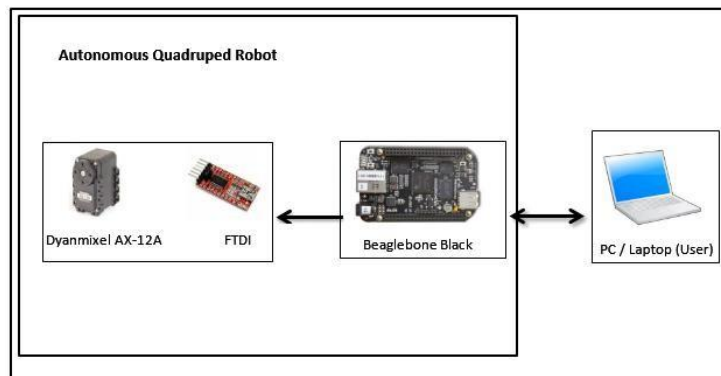 Autonomous Quadruped Robot
Dyanmixel AX-12A
FTDI
Beaglebone Black
PC / Laptop (User)